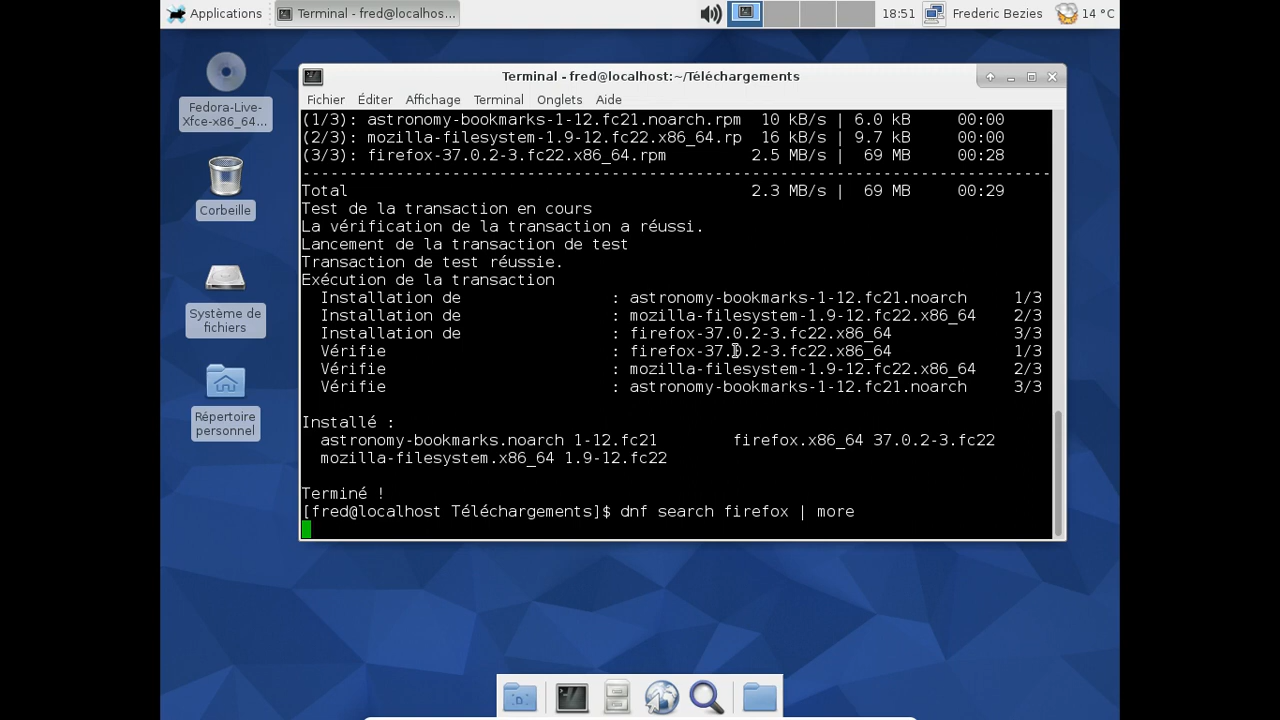 Applications
Terminal - fred@localhos...
18:51
Frederic Bezies
14 °C
Fedora-Live-
Xfce-x86_64...
Corbeille
Système de
fichiers
Répertoire
personnel
Terminal - fred@localhost:~/Téléchargements
Fichier Éditer Affichage Terminal Onglets Aide
(1/3): astronomy-bookmarks-1-12.fc21.noarch.rpm 10 kB/s | 6.0 kB 00:00
(2/3): mozilla-filesystem-1.9-12.fc22.x86_64.rp 16 kB/s | 9.7 kB 00:00
(3/3): firefox-37.0.2-3.fc22.x86_64.rpm 2.5 MB/s | 69 MB 00:28
--------------------------------------------------------------------------------
Total 2.3 MB/s | 69 MB 00:29
Test de la transaction en cours
La vérification de la transaction a réussi.
Lancement de la transaction de test
Transaction de test réussie.
Exécution de la transaction
Installation de : astronomy-bookmarks-1-12.fc21.noarch 1/3
Installation de : mozilla-filesystem-1.9-12.fc22.x86_64 2/3
Installation de : firefox-37.0.2-3.fc22.x86_64 3/3
Vérifie : firefox-37.0.2-3.fc22.x86_64 1/3
Vérifie : mozilla-filesystem-1.9-12.fc22.x86_64 2/3
Vérifie : astronomy-bookmarks-1-12.fc21.noarch 3/3
Installé :
astronomy-bookmarks.noarch 1-12.fc21 firefox.x86_64 37.0.2-3.fc22
mozilla-filesystem.x86_64 1.9-12.fc22
Terminé !
[fred@localhost Téléchargements]$ dnf search firefox | more